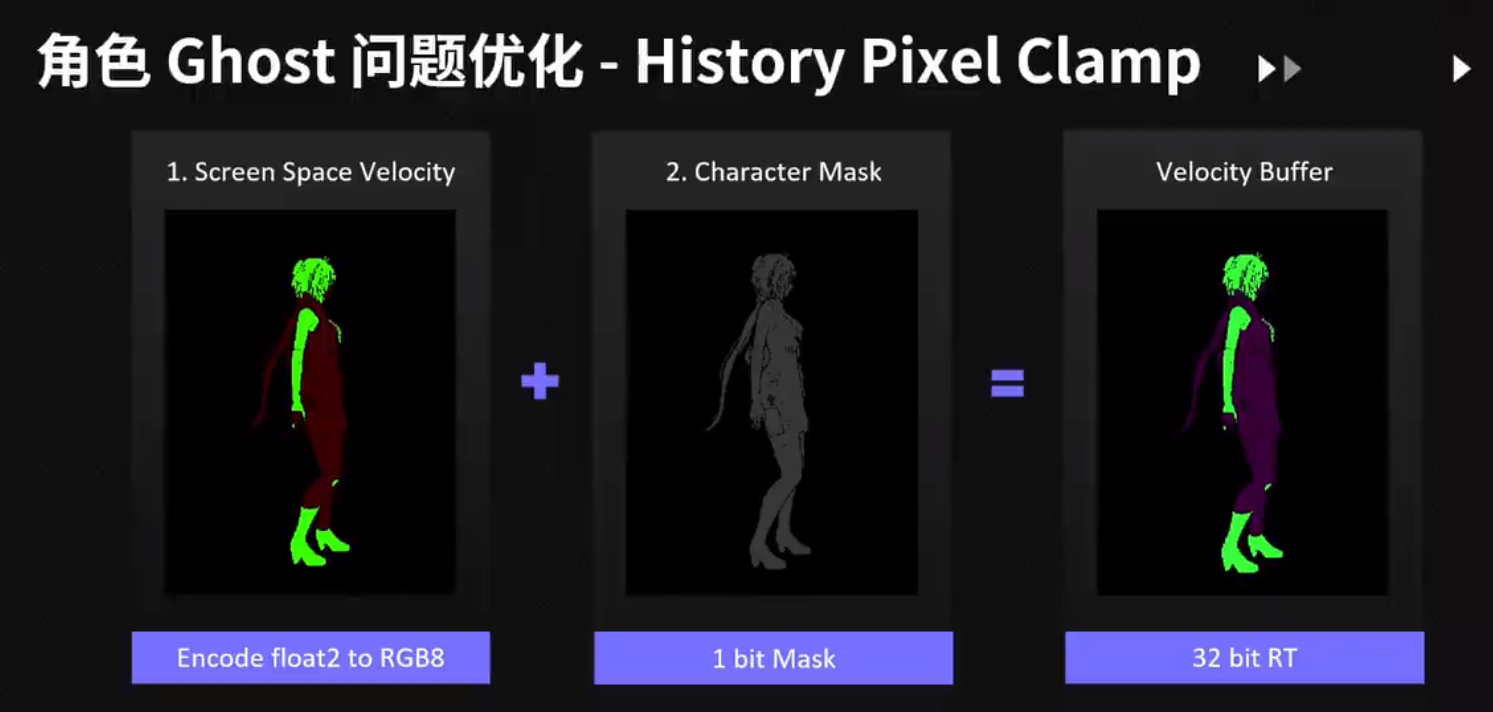 角色 Ghost 问题优化 - History Pixel Clamp
1. Screen Space Velocity
2. Character Mask
Velocity Buffer
Encode float2 to RGB8
1 bit Mask
32 bit RT